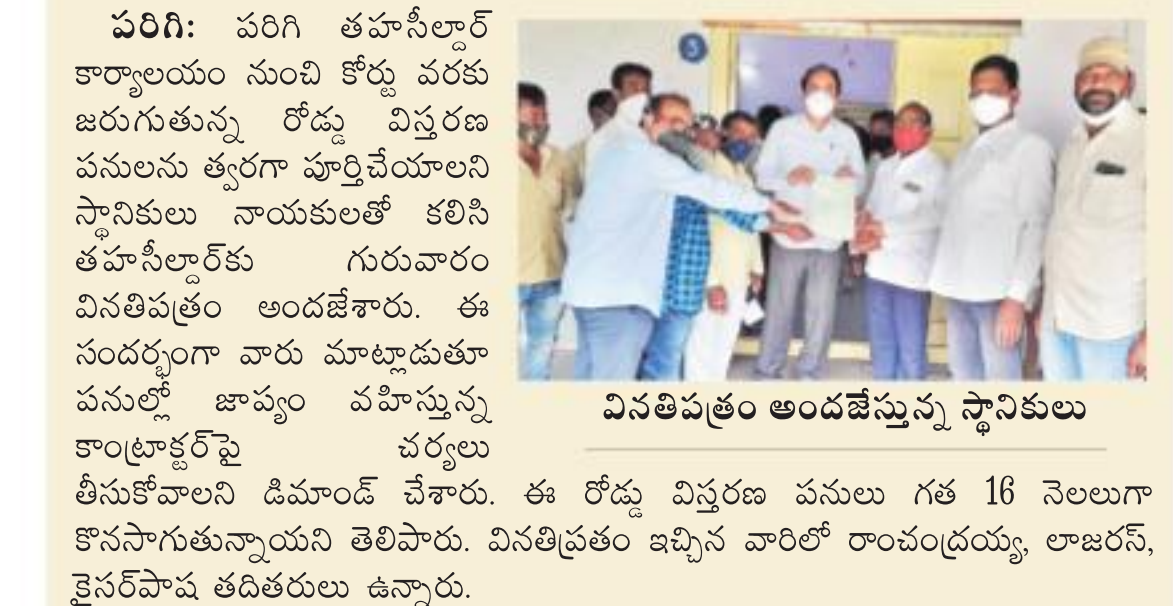 పరిగి: పరిగి తహసీల్దార్
కార్యాలయం నుంచి కోర్టు వరకు
జరుగుతున్న రోడ్డు విస్తరణ
పనులను త్వరగా పూర్తిచేయాలని
స్థానికులు నాయకులతో కలిసి
తహసీల్దార్‌కు గురువారం
వినతిపత్రం అందజేశారు. ఈ
సందర్భంగా వారు మాట్లాడుతూ
పనుల్లో జాప్యం వహిస్తున్న
కాంట్రాక్టర్‌పై చర్యలు
తీసుకోవాలని డిమాండ్ చేశారు. ఈ రోడ్డు విస్తరణ పనులు గత 16 నెలలుగా
కొనసాగుతున్నాయని తెలిపారు. వినతిప్రతం ఇచ్చిన వారిలో రాంచంద్రయ్య, లాజరస్,
కైసర్‌పాష తదితరులు ఉన్నారు.
5
వినతిపత్రం అందజేస్తున్న స్థానికులు